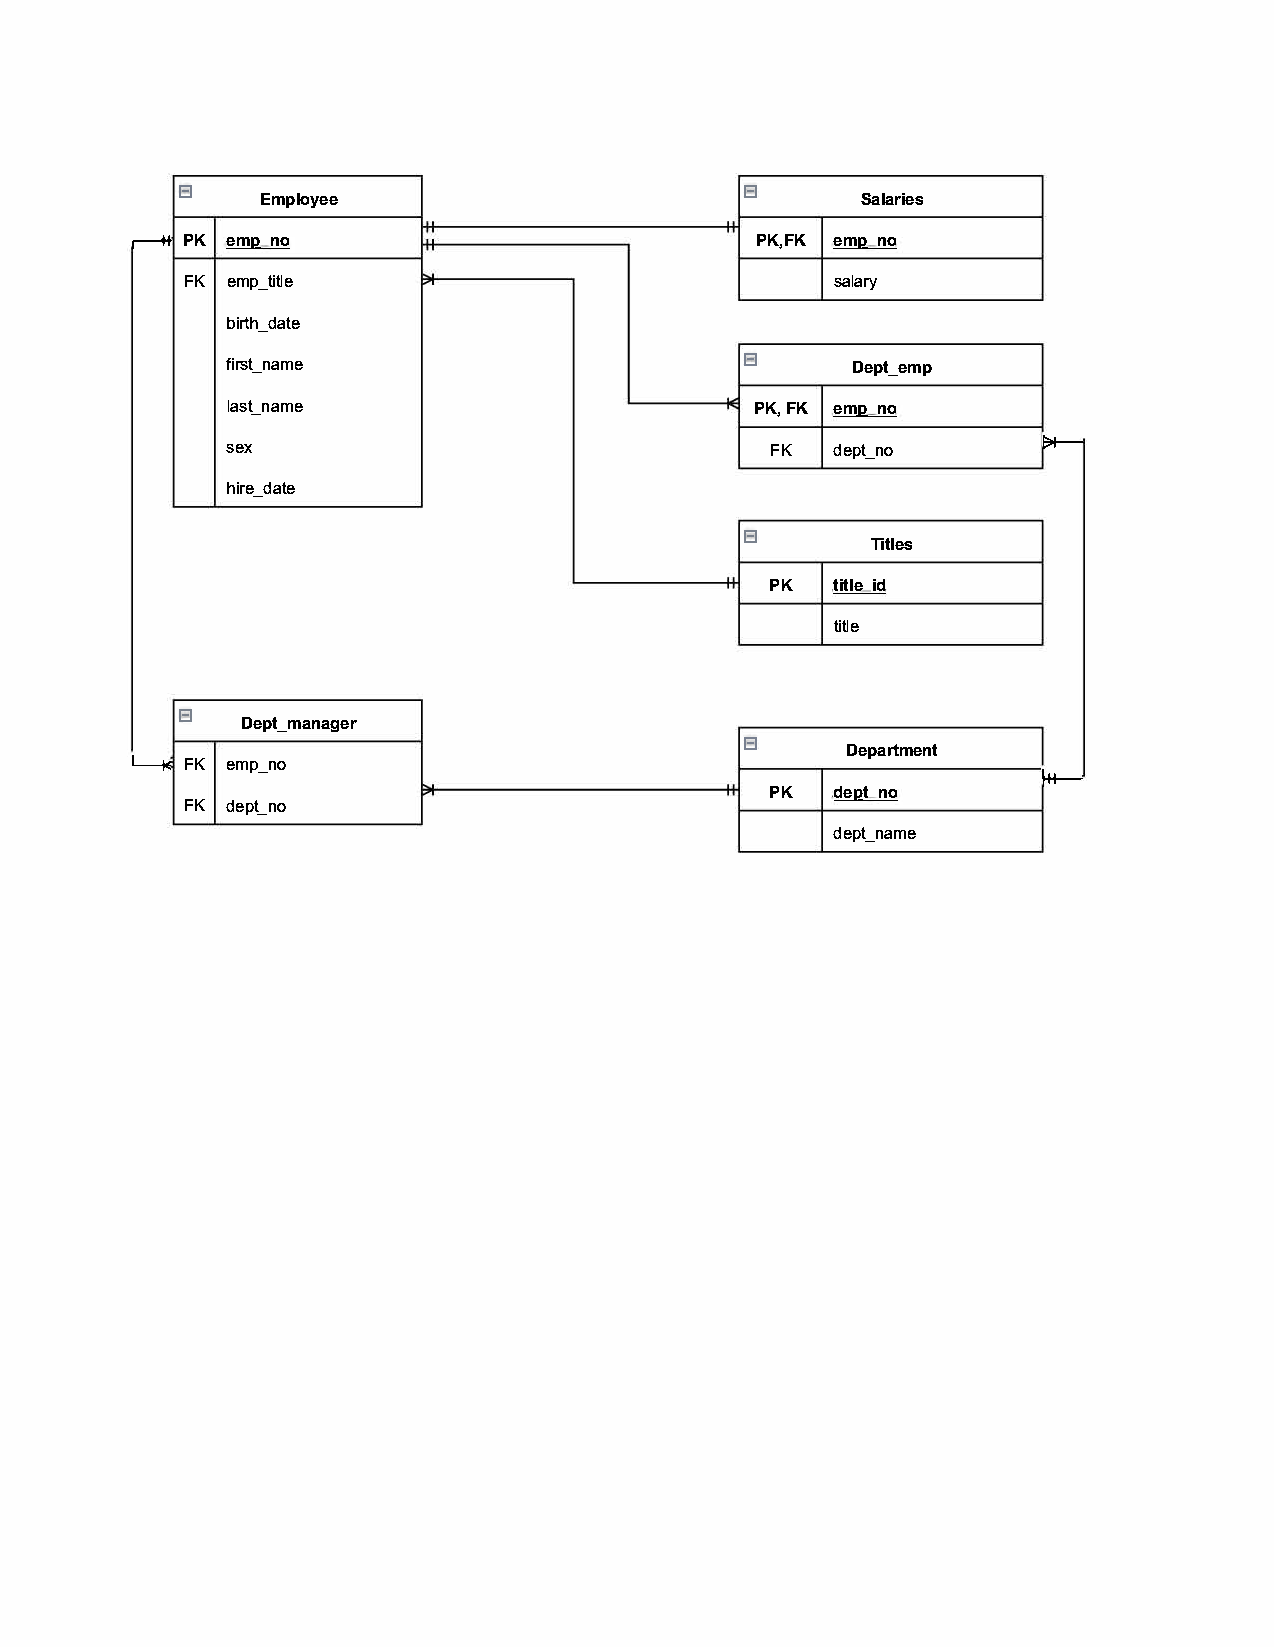 Employee
PK emp_no
FK emp_title
birth_date
first_name
last_name
sex
hire_date
Salaries
PK,FK emp_no
salary
Dept_emp
PK, FK emp_no
FK dept_no
Titles
PK title_id
title
Dept_manager
FK emp_no
FK dept_no
Department
PK dept_no
dept_name